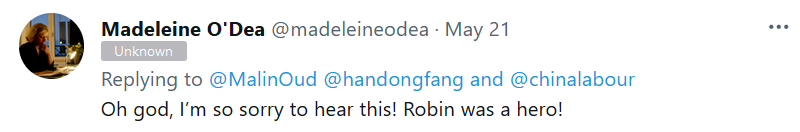 Madeleine O'Dea @madeleineodea · May 21
Unknown
Replying to @MalinOud @handongfang and @chinalabour
Oh god, I'm so sorry to hear this! Robin was a hero!